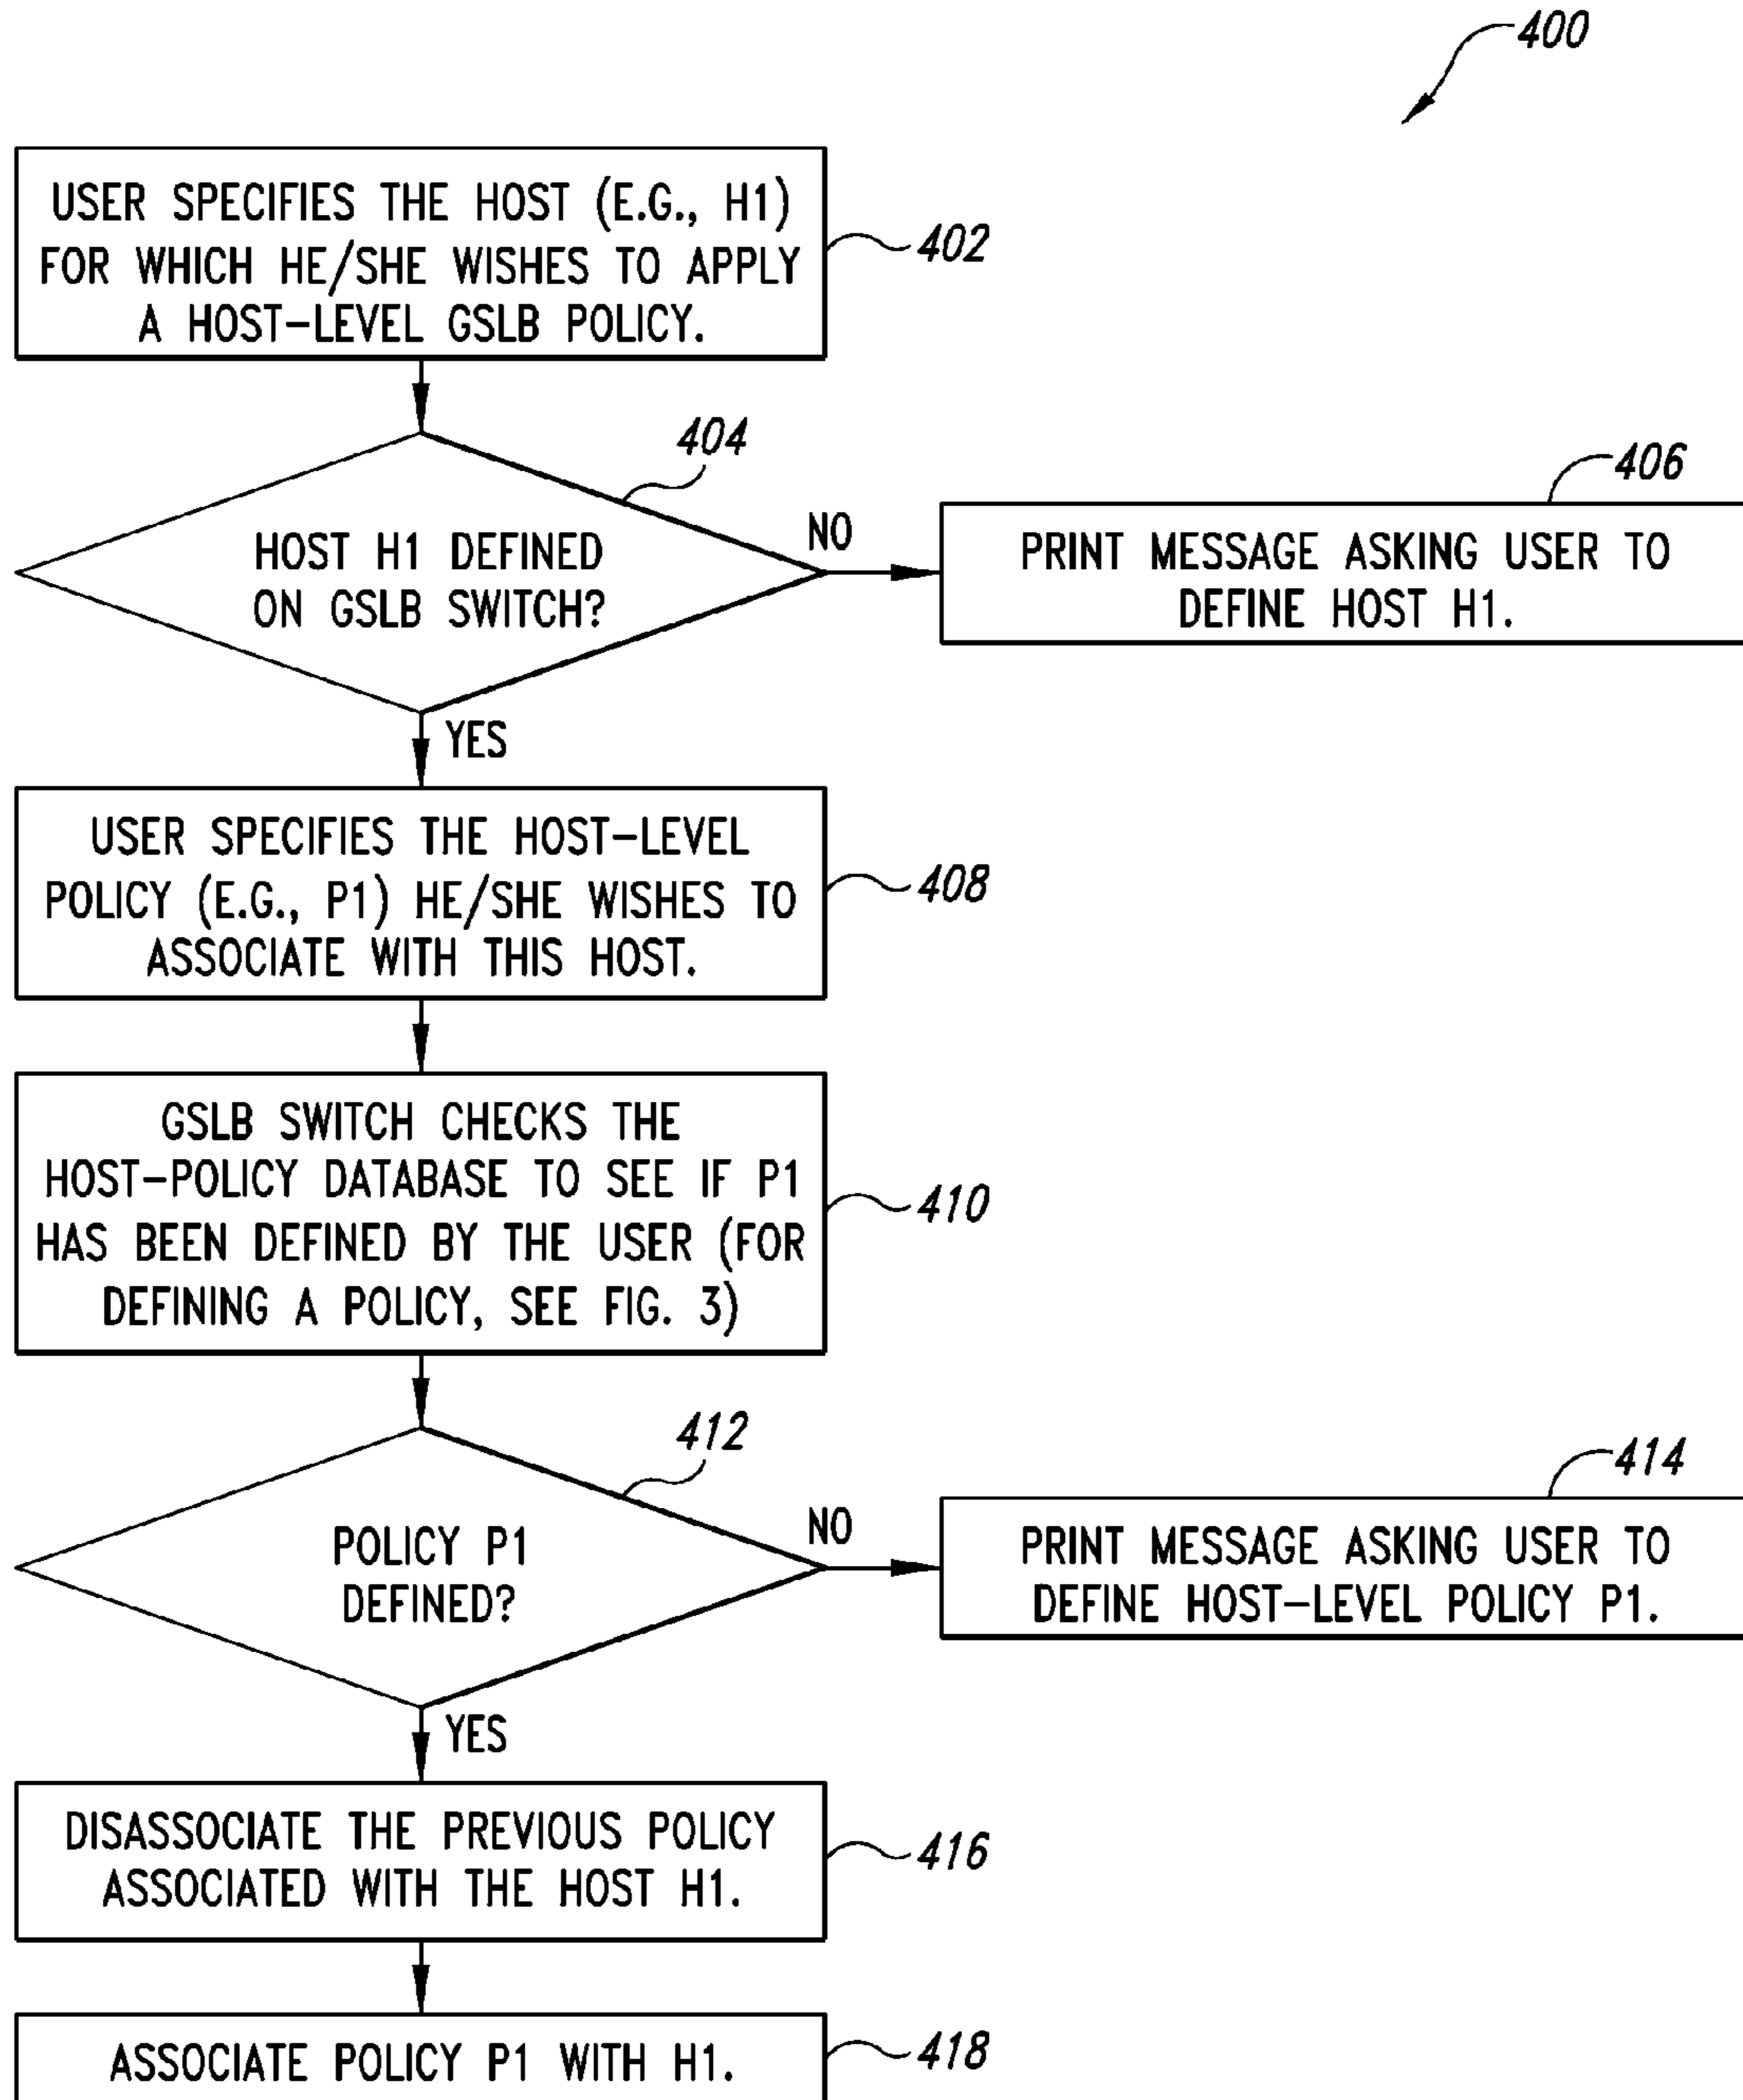 400
USER SPECIFIES THE HOST (E.G., H1)
FOR WHICH HE/SHE WISHES TO APPLY
A HOST-LEVEL GSLB POLICY.
402
404
HOST H1 DEFINED
ON GSLB SWITCH?
NO
406
PRINT MESSAGE ASKING USER TO
DEFINE HOST H1.
YES
USER SPECIFIES THE HOST-LEVEL
POLICY (E.G., P1) HE/SHE WISHES TO
ASSOCIATE WITH THIS HOST.
408
GSLB SWITCH CHECKS THE
HOST-POLICY DATABASE TO SEE IF P1
HAS BEEN DEFINED BY THE USER (FOR
DEFINING A POLICY, SEE FIG. 3)
410
412
POLICY P1
DEFINED?
NO
414
PRINT MESSAGE ASKING USER TO
DEFINE HOST-LEVEL POLICY P1.
YES
DISASSOCIATE THE PREVIOUS POLICY
ASSOCIATED WITH THE HOST H1.
416
ASSOCIATE POLICY P1 WITH H1.
418